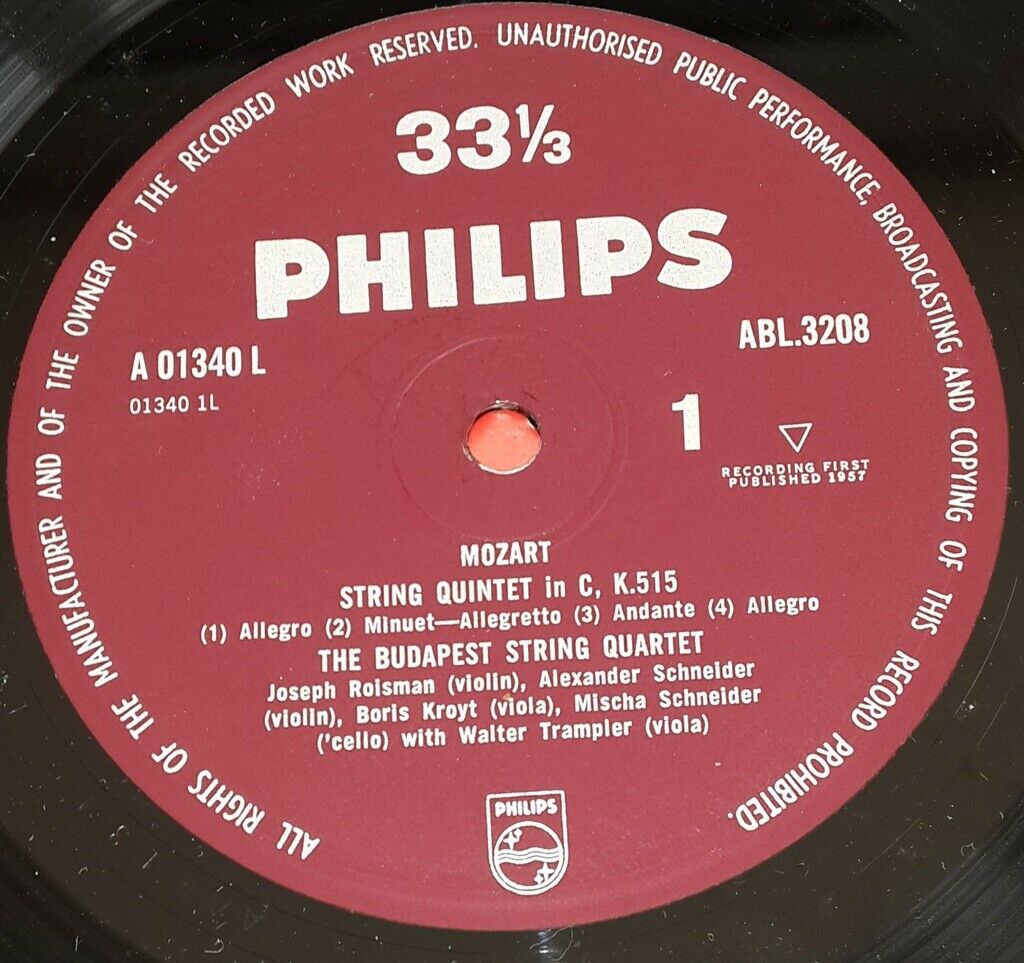 ALL RIGHTS OF THE MANUFACTURER AND OF THE OWNER OF THE RECORDED WORK RESERVED. UNAUTHORISED PUBLIC PERFORMANCE, BROADCASTING AND COPYING OF THIS RECORD PROHIBITED.
33⅓
PHILIPS
A 01340 L
ABL.3208
01340 1L
1
RECORDING FIRST
PUBLISHED 1957
MOZART
STRING QUINTET in C, K.515
(1) Allegro (2) Minuet—Allegretto (3) Andante (4) Allegro
THE BUDAPEST STRING QUARTET
Joseph Roisman (violin), Alexander Schneider
(violin), Boris Kroyt (viola), Mischa Schneider
('cello) with Walter Trampler (viola)
PHILIPS